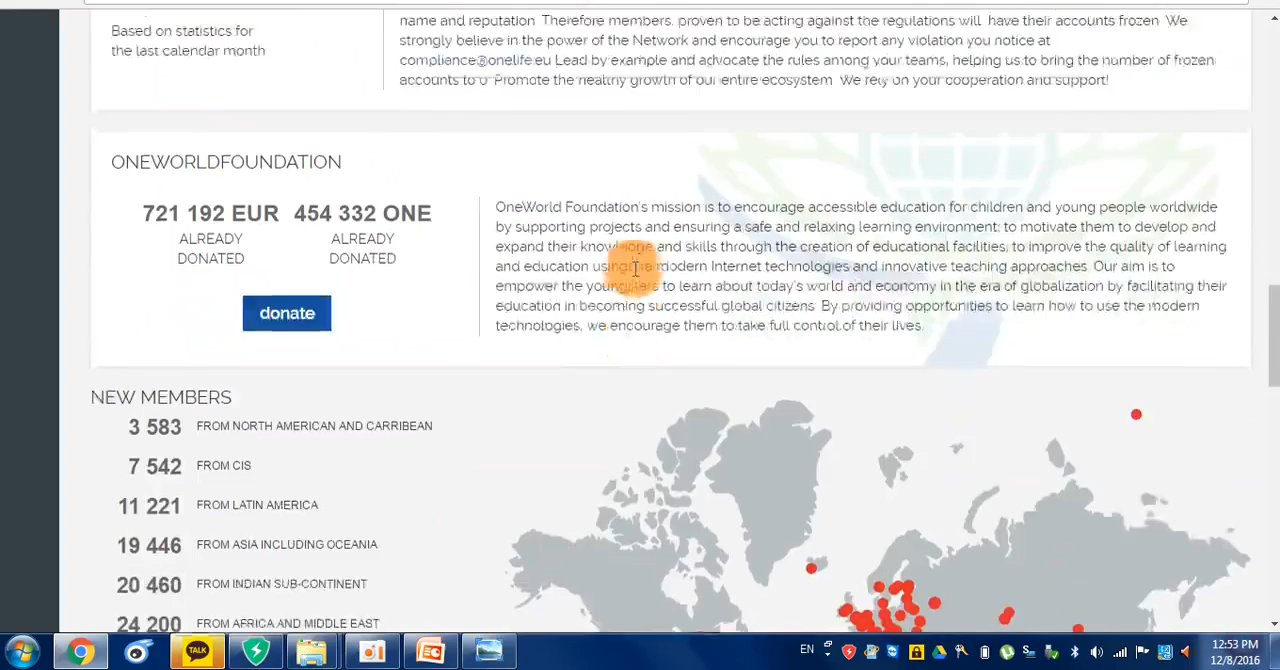 Based on statistics for
the last calendar month
name and reputation. Therefore members. proven to be acting against the regulations will have their accounts frozen. We
strongly believe in the power of the Network and encourage you to report any violation you notice at
compliance@onelife.eu Lead by example and advocate the rules among your teams, helping us to bring the number of frozen
accounts to 0 Promote the healthy growth of our entire ecosystem. We rely on your cooperation and support!
ONEWORLDFOUNDATION
721 192 EUR 454 332 ONE
ALREADY ALREADY
DONATED DONATED
donate
OneWorld Foundation's mission is to encourage accessible education for children and young people worldwide
by supporting projects and ensuring a safe and relaxing learning environment: to motivate them to develop and
expand their and skills through the creation of educational facilities; to improve the quality of learning
and education modern Internet technologies and innovative teaching approaches. Our aim is to
empower the to learn about today's world and economy in the era of globalization by facilitating their
education in becoming successful global citizens. By providing opportunities to learn how to use the modern
technologies, we encourage them to take full control of their lives.
NEW MEMBERS
3 583 FROM NORTH AMERICAN AND CARRIBEAN
7 542 FROM CIS
11 221 FROM LATIN AMERICA
19 446 FROM ASIA INCLUDING OCEANIA
20 460 FROM INDIAN SUB-CONTINENT
24 200 FROM AFRICA AND MIDDLE EAST
TALK
EN
12:53 PM
12/8/2016